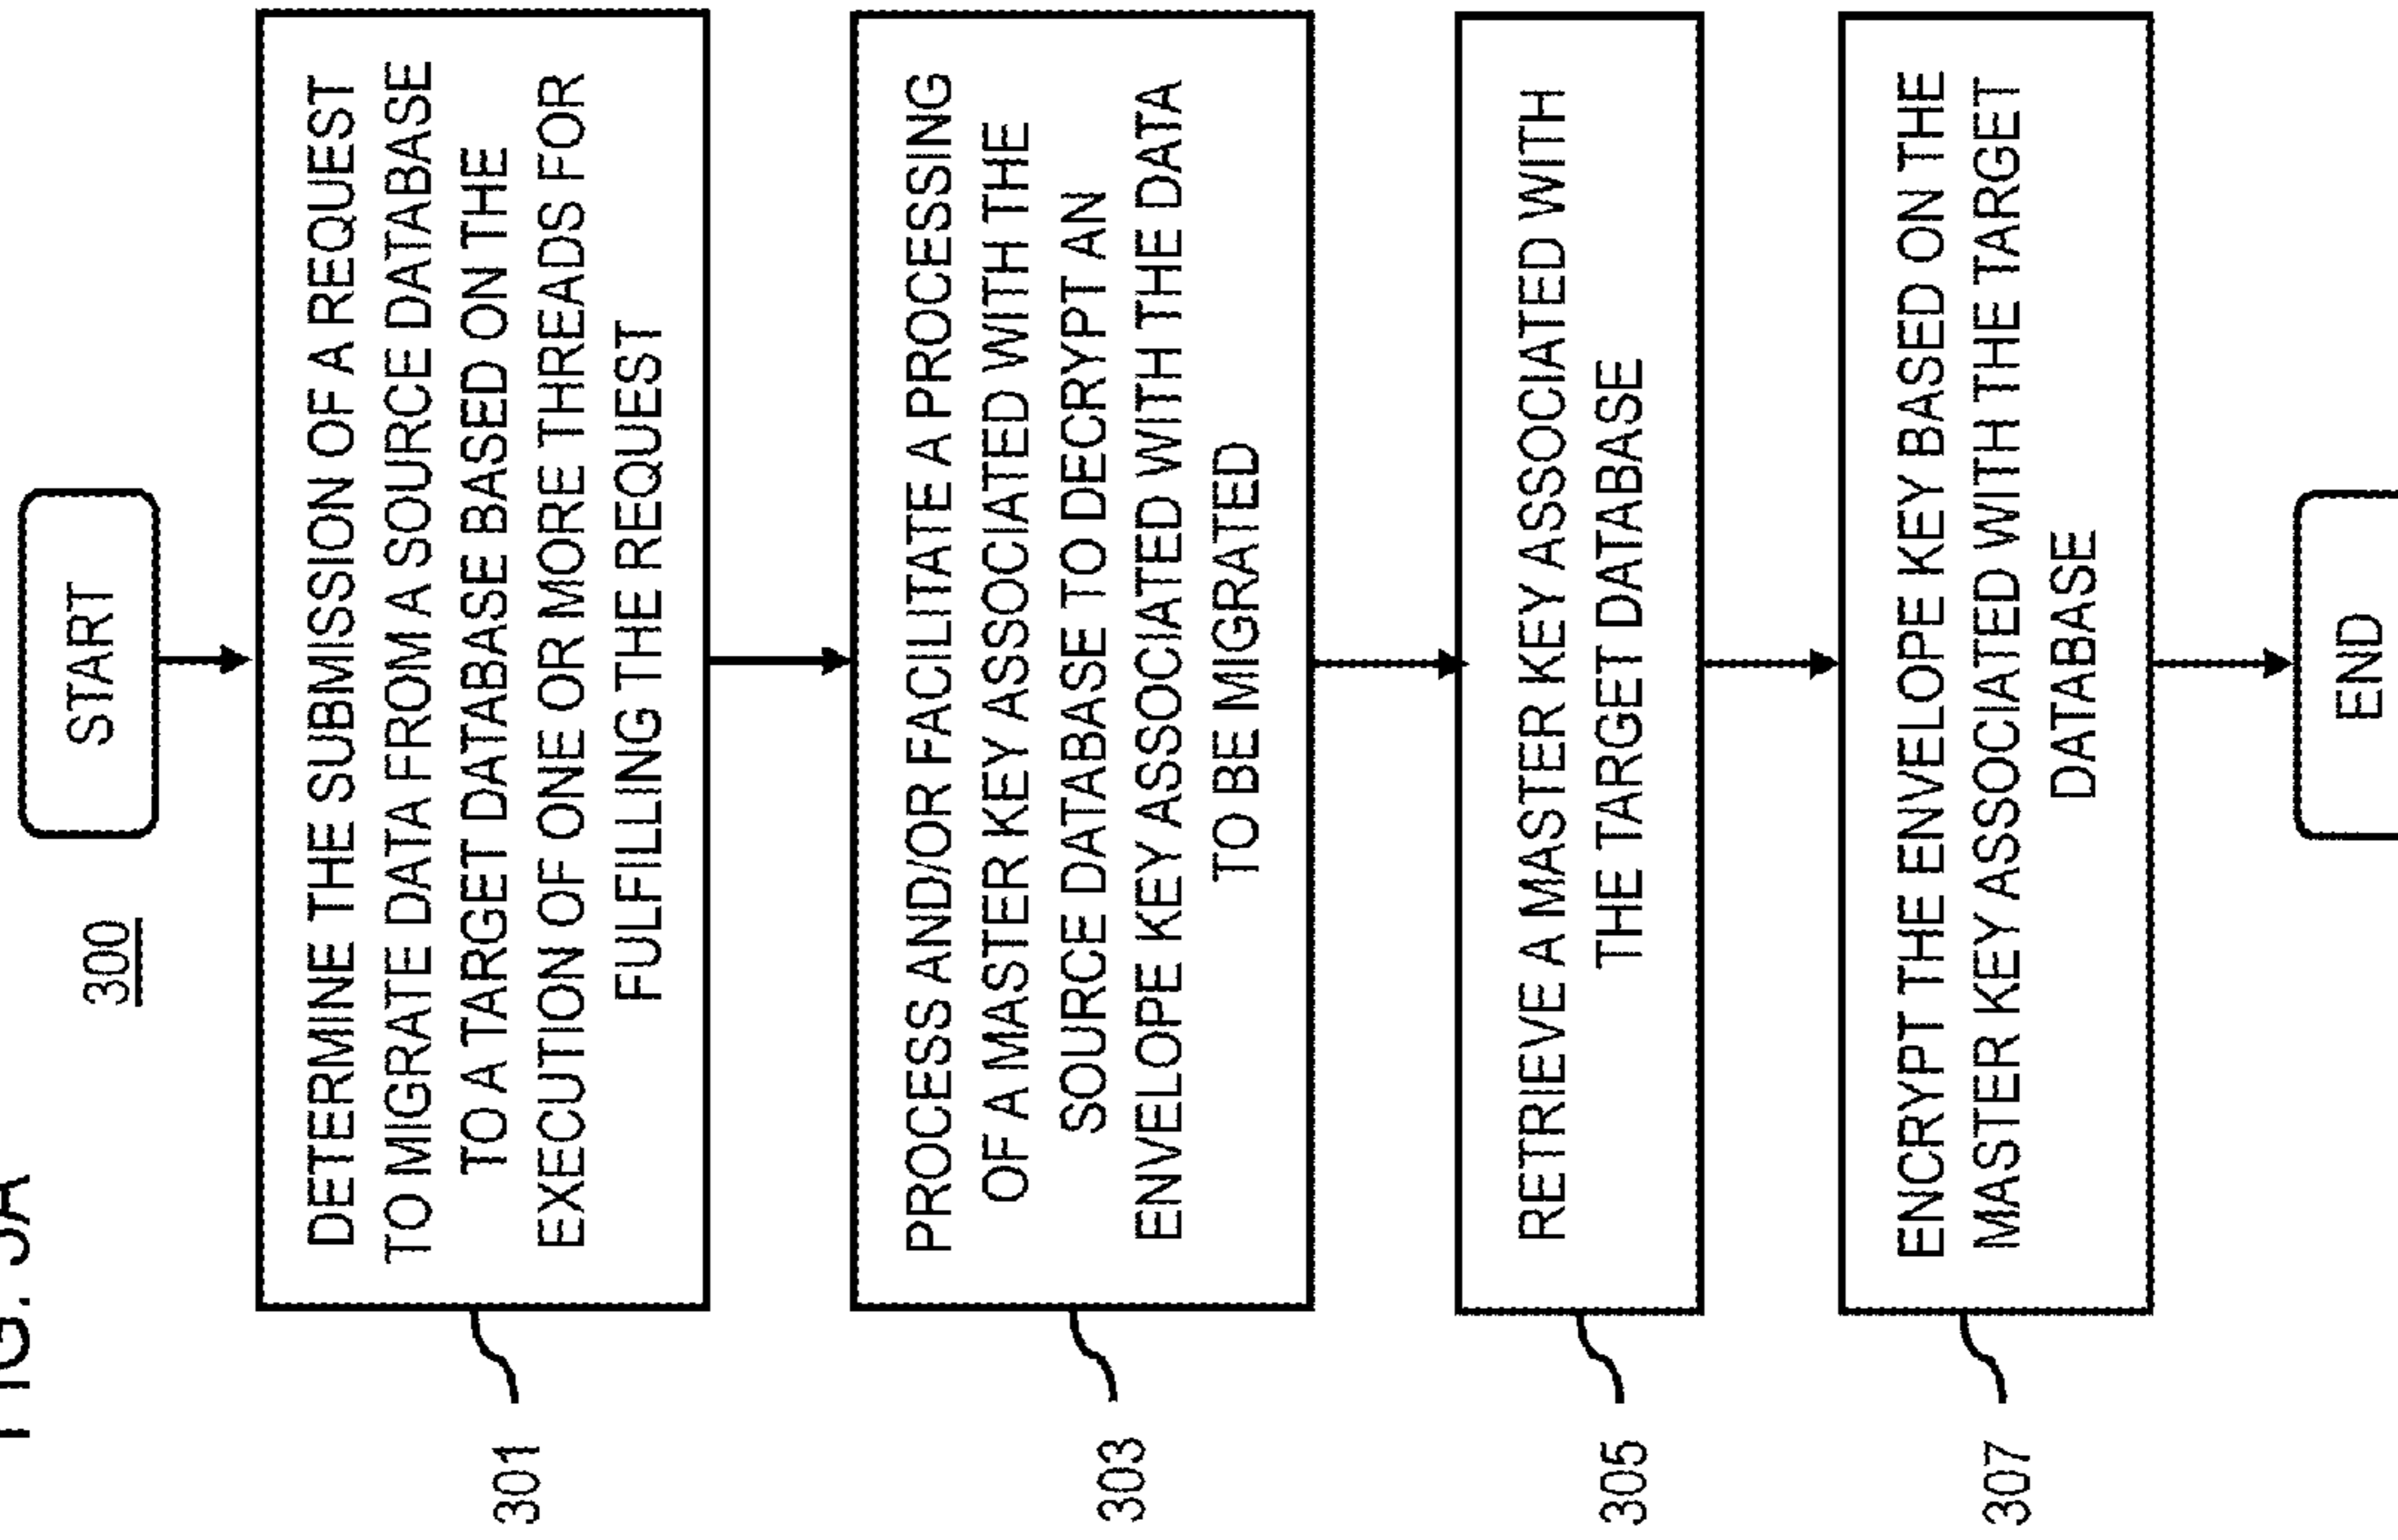 FIG. 3A
300
START
DETERMINE THE SUBMISSION OF A REQUEST
TO MIGRATE DATA FROM A SOURCE DATABASE
TO A TARGET DATABASE BASED ON THE
EXECUTION OF ONE OR MORE THREADS FOR
FULFILLING THE REQUEST
301
PROCESS AND/OR FACILITATE A PROCESSING
OF A MASTER KEY ASSOCIATED WITH THE
SOURCE DATABASE TO DECRYPT AN
ENVELOPE KEY ASSOCIATED WITH THE DATA
TO BE MIGRATED
303
RETRIEVE A MASTER KEY ASSOCIATED WITH
THE TARGET DATABASE
305
ENCRYPT THE ENVELOPE KEY BASED ON THE
MASTER KEY ASSOCIATED WITH THE TARGET
DATABASE
307
END